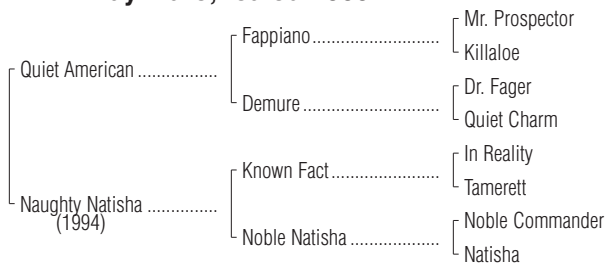 Mr. Prospector
Fappiano
Killaloe
Quiet American
Dr. Fager
Demure
Quiet Charm
In Reality
Known Fact
Tamerett
Naughty Natisha
(1994)
Noble Commander
Noble Natisha
Natisha